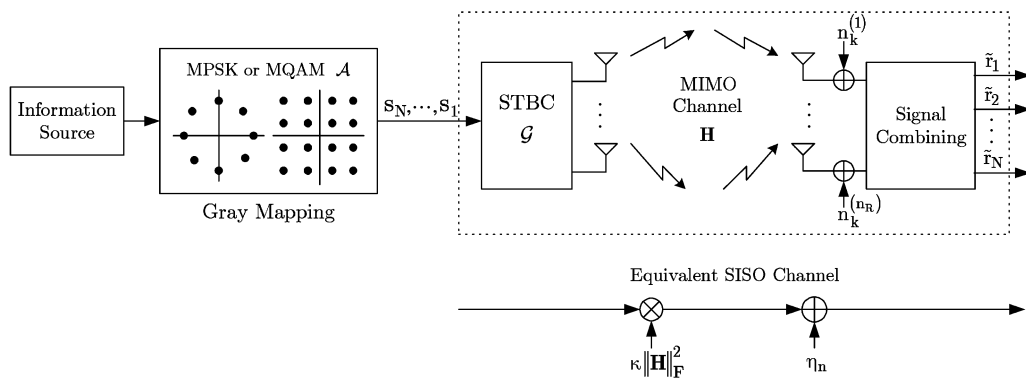 Information
Source
MPSK or MQAM 𝒜
Gray Mapping
s_N,⋯,s_1
STBC
𝒢
MIMO
Channel
H
n_k^(1)
n_k^(n_R)
Signal
Combining
r̃_1
r̃_2
r̃_N
Equivalent SISO Channel
κ‖H‖_F^2
η_n